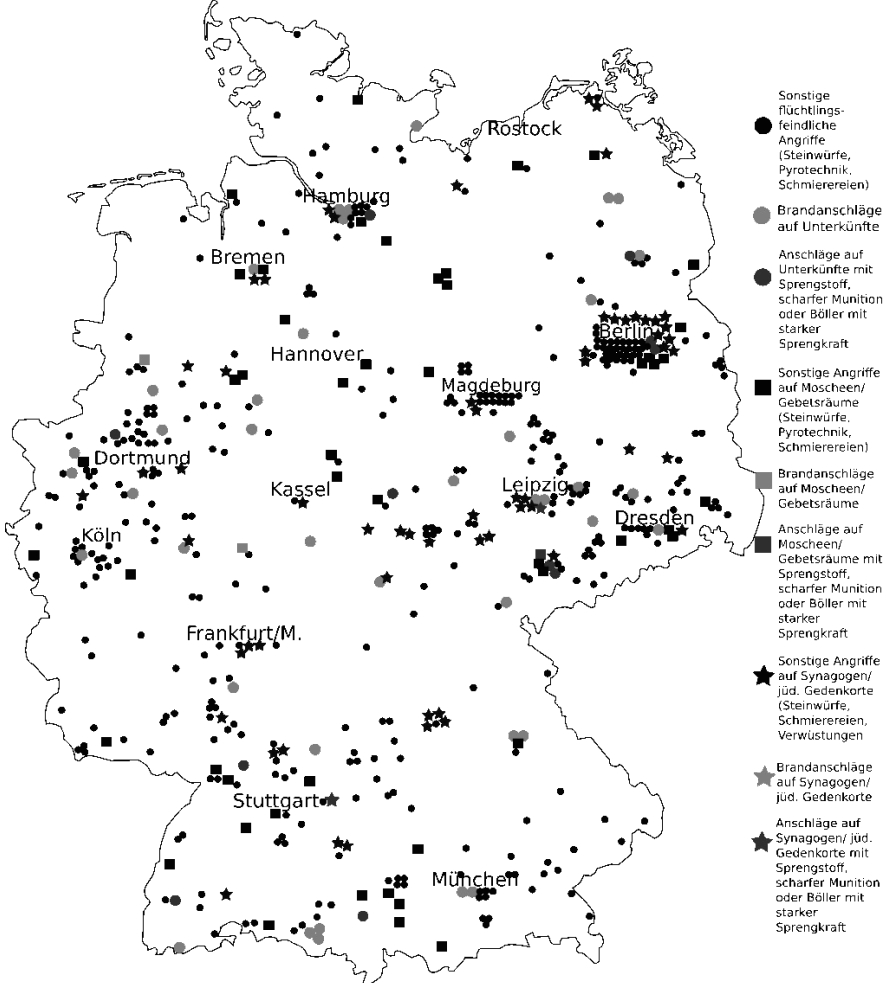 Rostock
Hamburg
Bremen
Berlin
Hannover
Magdeburg
Dortmund
Kassel
Leipzig
Dresden
Köln
Frankfurt/M.
Stuttgart
München
Sonstige
flüchtlings-
feindliche
Angriffe
(Steinwürfe,
Pyrotechnik,
Schmierereien)
Brandanschläge
auf Unterkünfte
Anschläge auf
Unterkünfte mit
Sprengstoff,
scharfer Munition
oder Böller mit
starker
Sprengkraft
Sonstige Angriffe
auf Moscheen/
Gebetsräume
(Steinwürfe,
Pyrotechnik,
Schmierereien)
Brandanschläge
auf Moscheen/
Gebetsräume
Anschläge auf
Moscheen/
Gebetsräume mit
Sprengstoff,
scharfer Munition
oder Böller mit
starker
Sprengkraft
Sonstige Angriffe
auf Synagogen/
jüd. Gedenkorte
(Steinwürfe,
Schmierereien,
Verwüstungen
Brandanschläge
auf Synagogen/
jüd. Gedenkorte
Anschläge auf
Synagogen/ jüd.
Gedenkorte mit
Sprengstoff,
scharfer Munition
oder Böller mit
starker
Sprengkraft